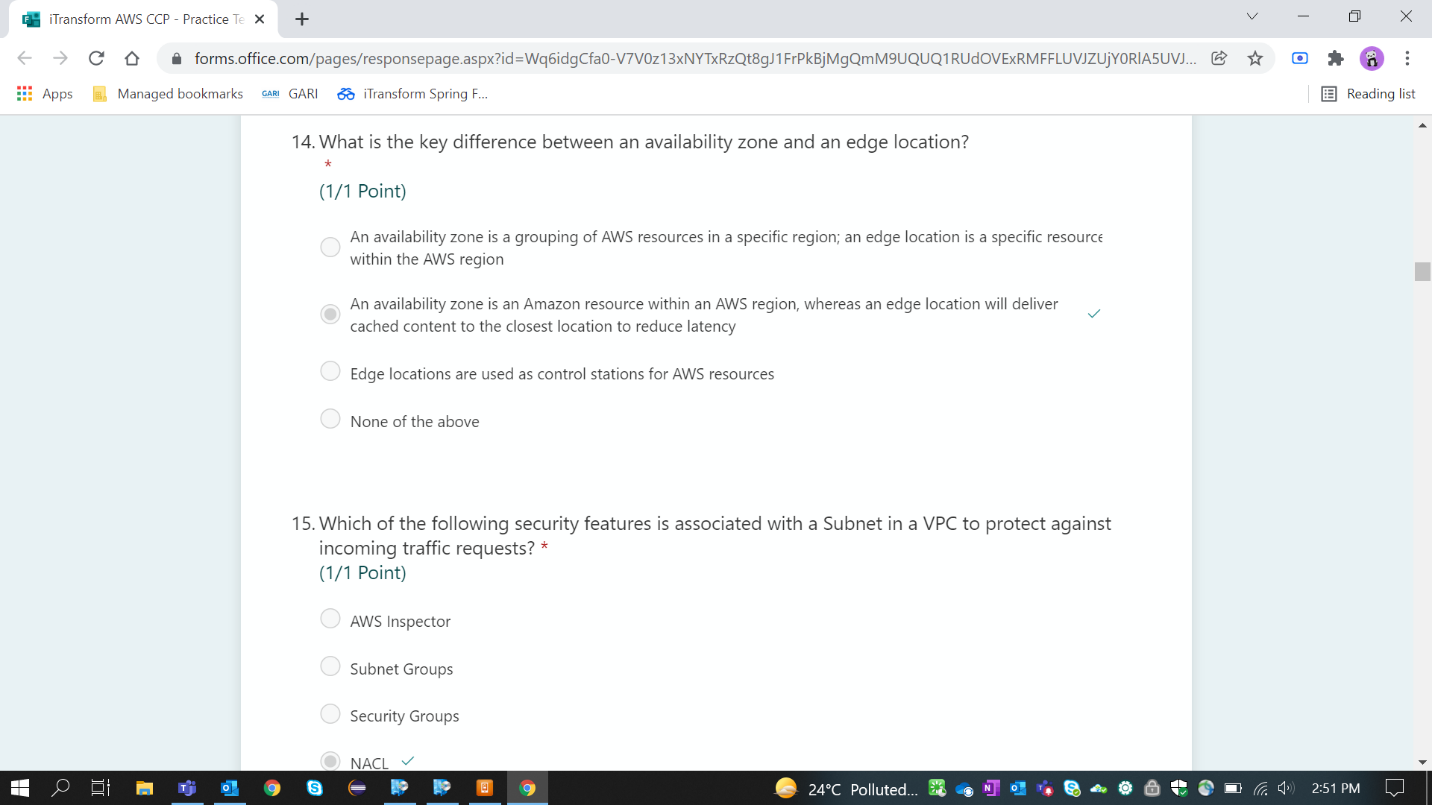 iTransform AWS CCP - Practice Te
forms.office.com/pages/responsepage.aspx?id=Wq6idgCfa0-V7V0z13xNYTxRzQt8gJ1FrPkBjMgQmM9UQUQ1RUdOVExRMFFLUVJZUjY0RlA5UVJ...
Apps
Managed bookmarks
GARI GARI
iTransform Spring F...
Reading list
14. What is the key difference between an availability zone and an edge location?
*
(1/1 Point)
An availability zone is a grouping of AWS resources in a specific region; an edge location is a specific resource
within the AWS region
An availability zone is an Amazon resource within an AWS region, whereas an edge location will deliver
cached content to the closest location to reduce latency
Edge locations are used as control stations for AWS resources
None of the above
15. Which of the following security features is associated with a Subnet in a VPC to protect against
incoming traffic requests? *
(1/1 Point)
AWS Inspector
Subnet Groups
Security Groups
NACL
24°C Polluted...
2:51 PM